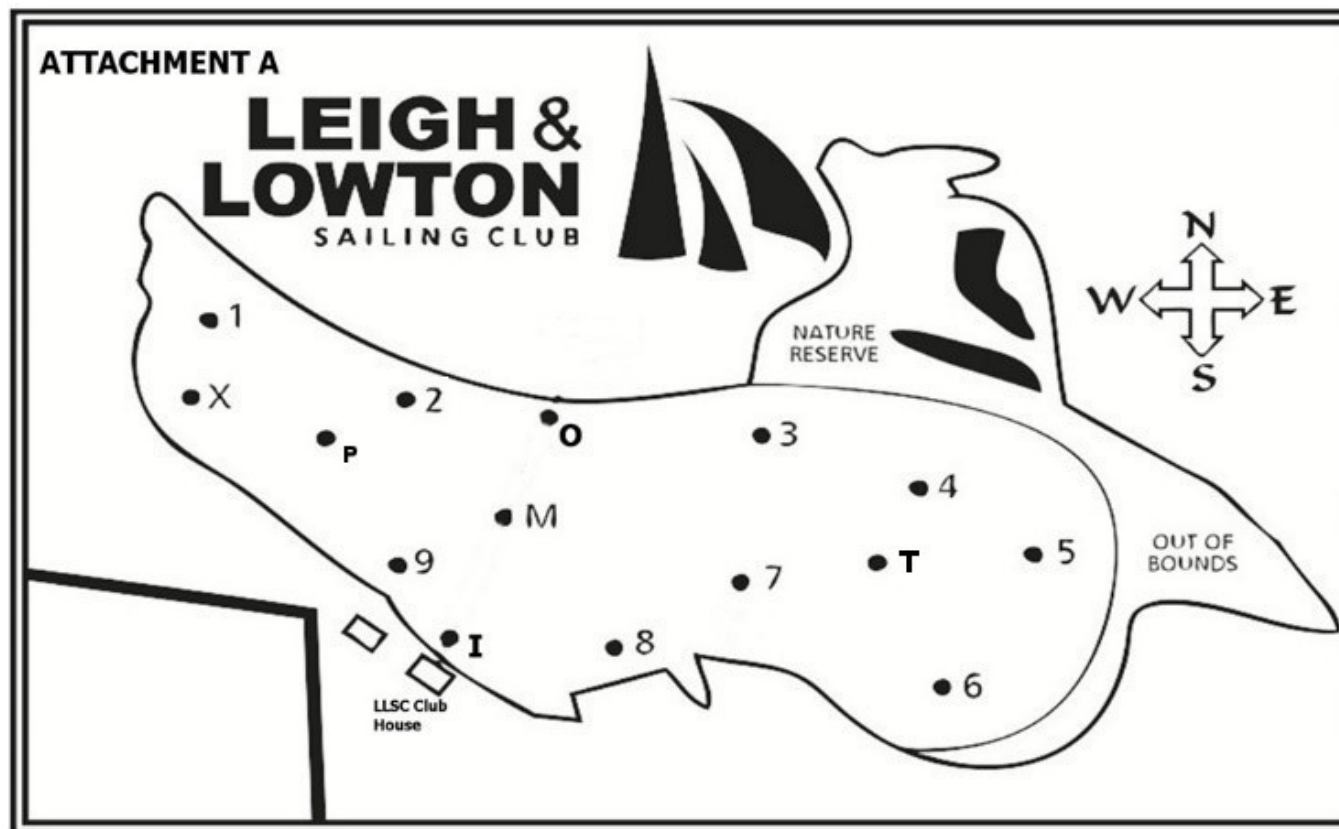 ATTACHMENT A
LEIGH &
LOWTON
SAILING CLUB
N
W E
S
NATURE
RESERVE
1
X
2
P
O
3
M
4
9
T
5
7
OUT OF
BOUNDS
I
8
6
LLSC Club
House